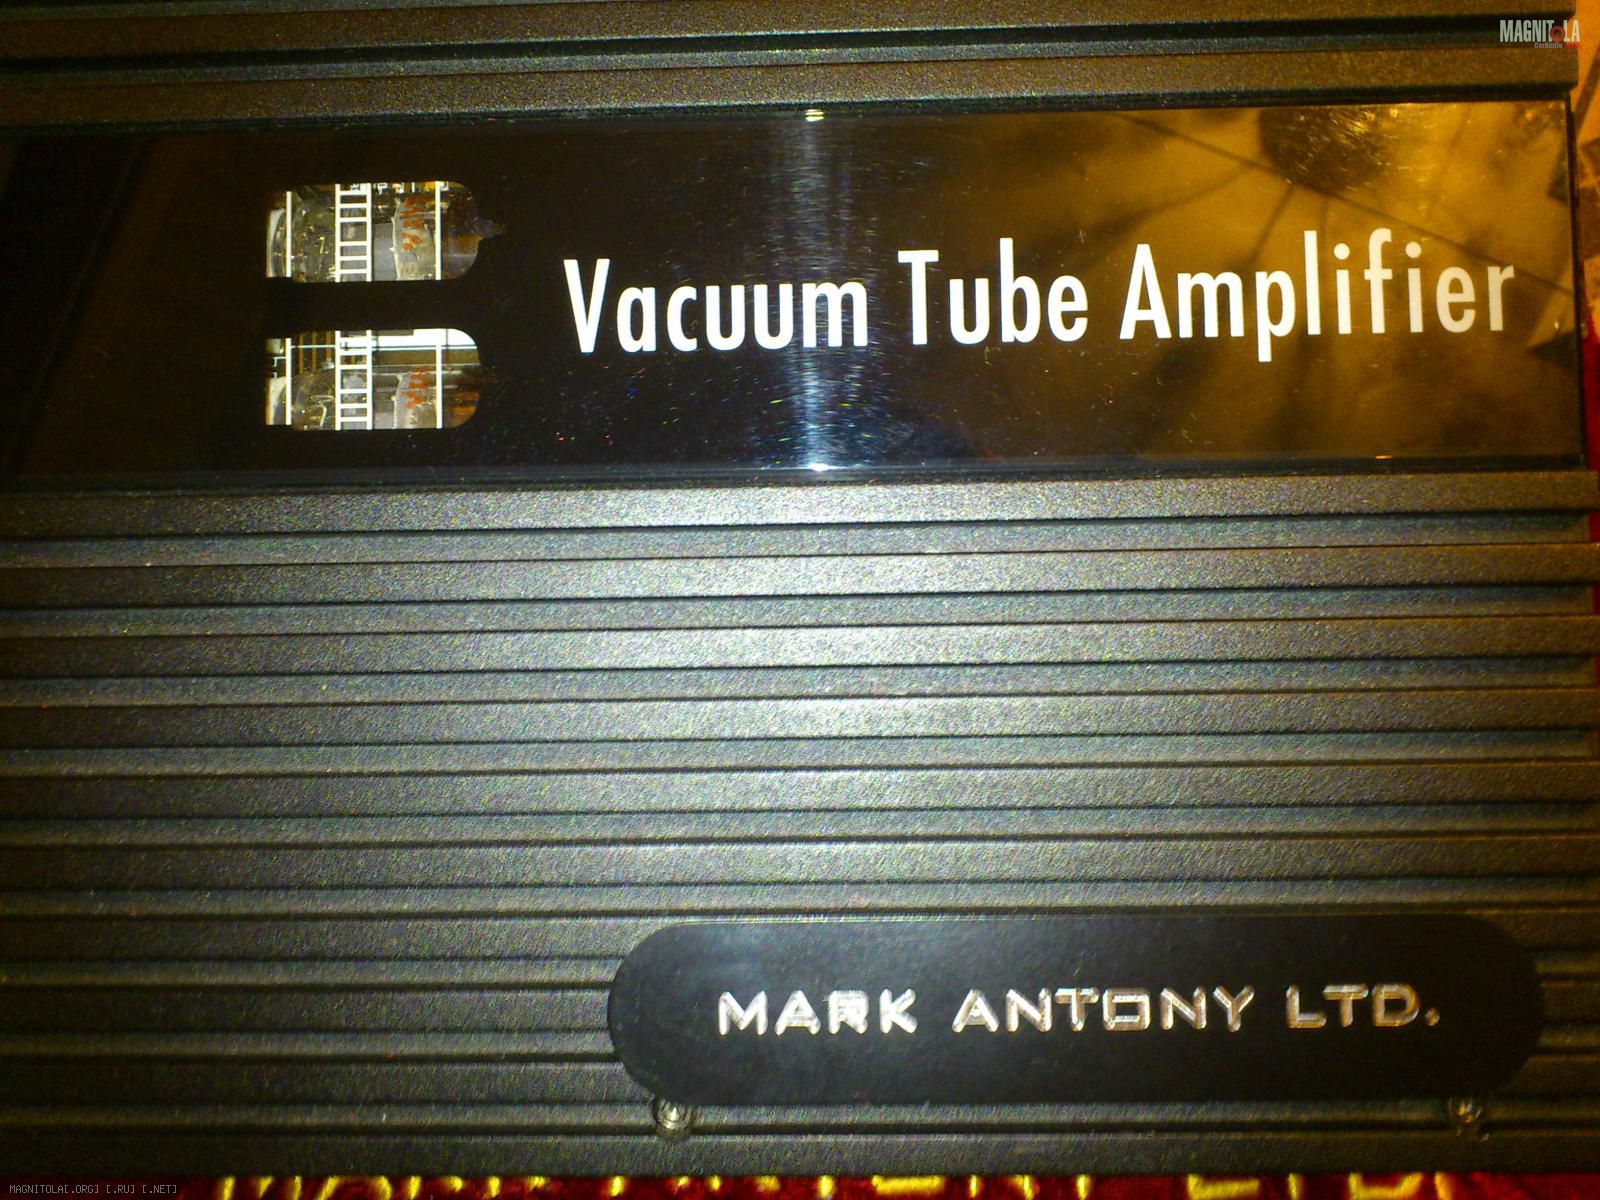 MAGNITOLA
Vacuum Tube Amplifier
MARK ANTONY LTD.
MAGNITOLA[.ORG] [.RU] [.NET]